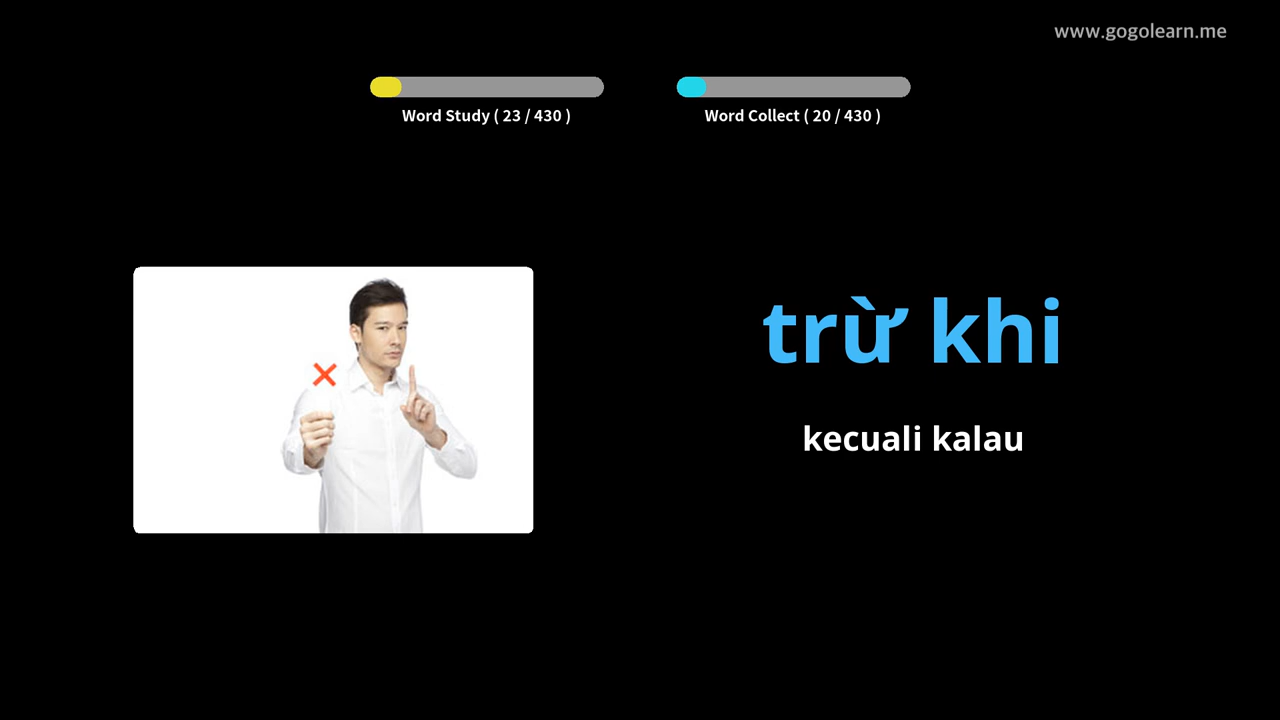 www.gogolearn.me
Word Study ( 23 / 430 )
Word Collect ( 20 / 430 )
trừ khi
kecuali kalau